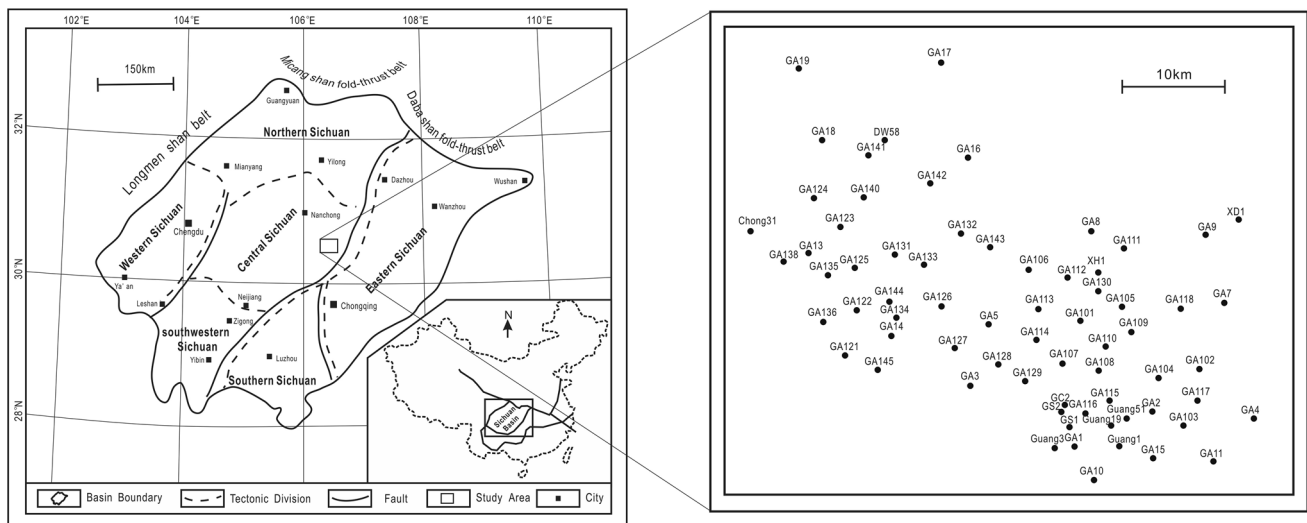 102°E
104°E
106°E
108°E
110°E
150km
Micang shan fold-thrust belt
Guangyuan
Daba shan fold-thrust belt
32°N
Northern Sichuan
Longmen shan belt
Mianyang
Yilong
Dazhou
Wushan
Nanchong
Wanzhou
Chengdu
Western Sichuan
Central Sichuan
Eastern Sichuan
30°N
Ya' an
Leshan
Neijiang
Chongqing
Zigong
southwestern
Sichuan
Yibin
Luzhou
Southern Sichuan
28°N
N
Sichuan
Basin
Basin Boundary
Tectonic Division
Fault
Study Area
City
GA19
GA17
10km
GA18
DW58
GA141
GA16
GA142
GA124
GA140
Chong31
GA123
GA132
GA8
XD1
GA9
GA143
GA111
GA138
GA13
GA131
GA135
GA125
GA133
GA106
XH1
GA112
GA130
GA144
GA122
GA134
GA126
GA113
GA105
GA118
GA7
GA136
GA14
GA5
GA101
GA109
GA114
GA110
GA121
GA127
GA145
GA128
GA107
GA108
GA102
GA3
GA129
GA104
GC2
GA115
GA117
GS2
GA116
Guang51
GA2
GS1
Guang19
GA103
GA4
Guang3
GA1
Guang1
GA15
GA11
GA10